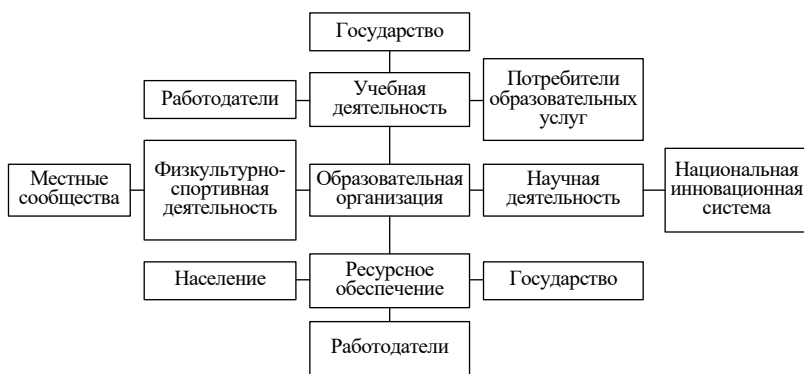 Государство
Работодатели
Учебная
деятельность
Потребители
образовательных
услуг
Местные
сообщества
Физкультурно-
спортивная
деятельность
Образовательная
организация
Научная
деятельность
Национальная
инновационная
система
Население
Ресурсное
обеспечение
Государство
Работодатели